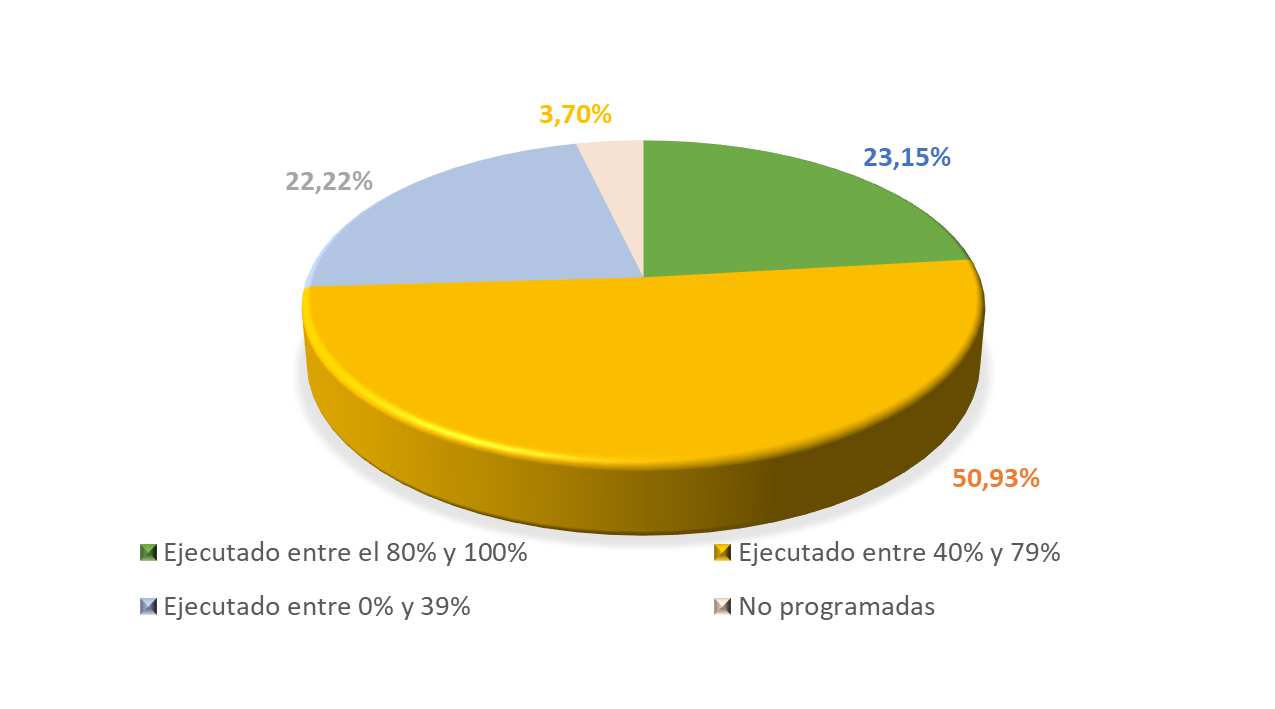 3,70%
23,15%
22,22%
50,93%
Ejecutado entre el 80% y 100%
Ejecutado entre 40% y 79%
Ejecutado entre 0% y 39%
No programadas